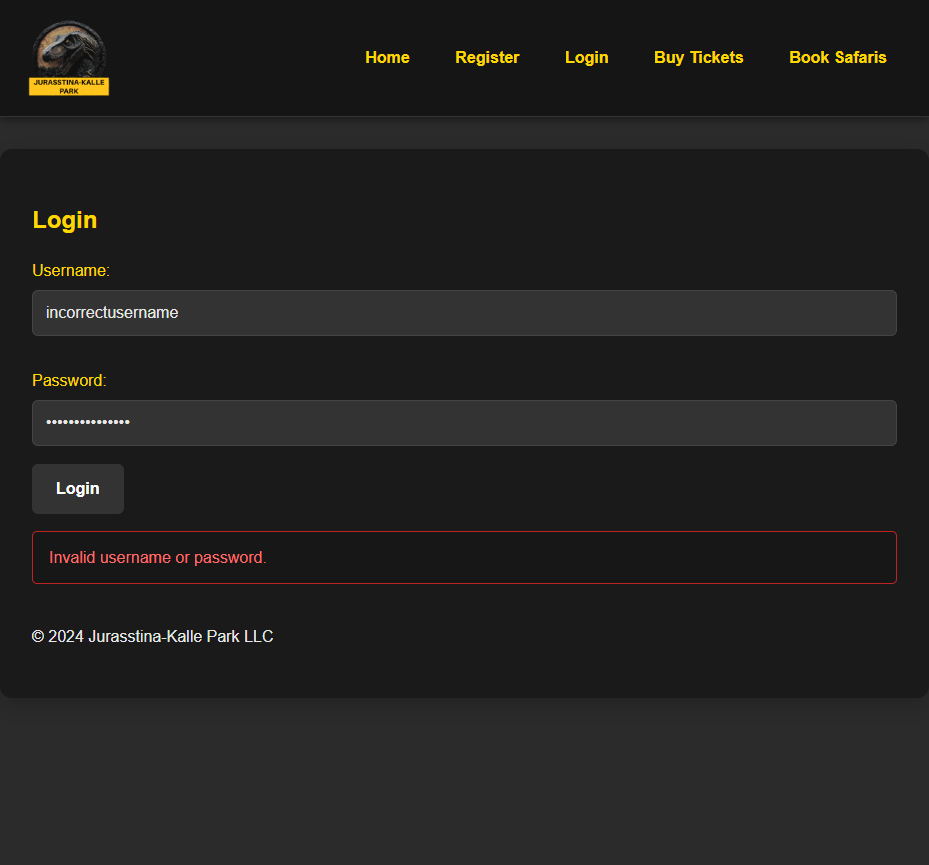 JURASSTINA-KALLE
PARK
Home Register Login Buy Tickets Book Safaris
Login
Username:
incorrectusername
Password:
•••••••••••••••
Login
Invalid username or password.
© 2024 Jurasstina-Kalle Park LLC